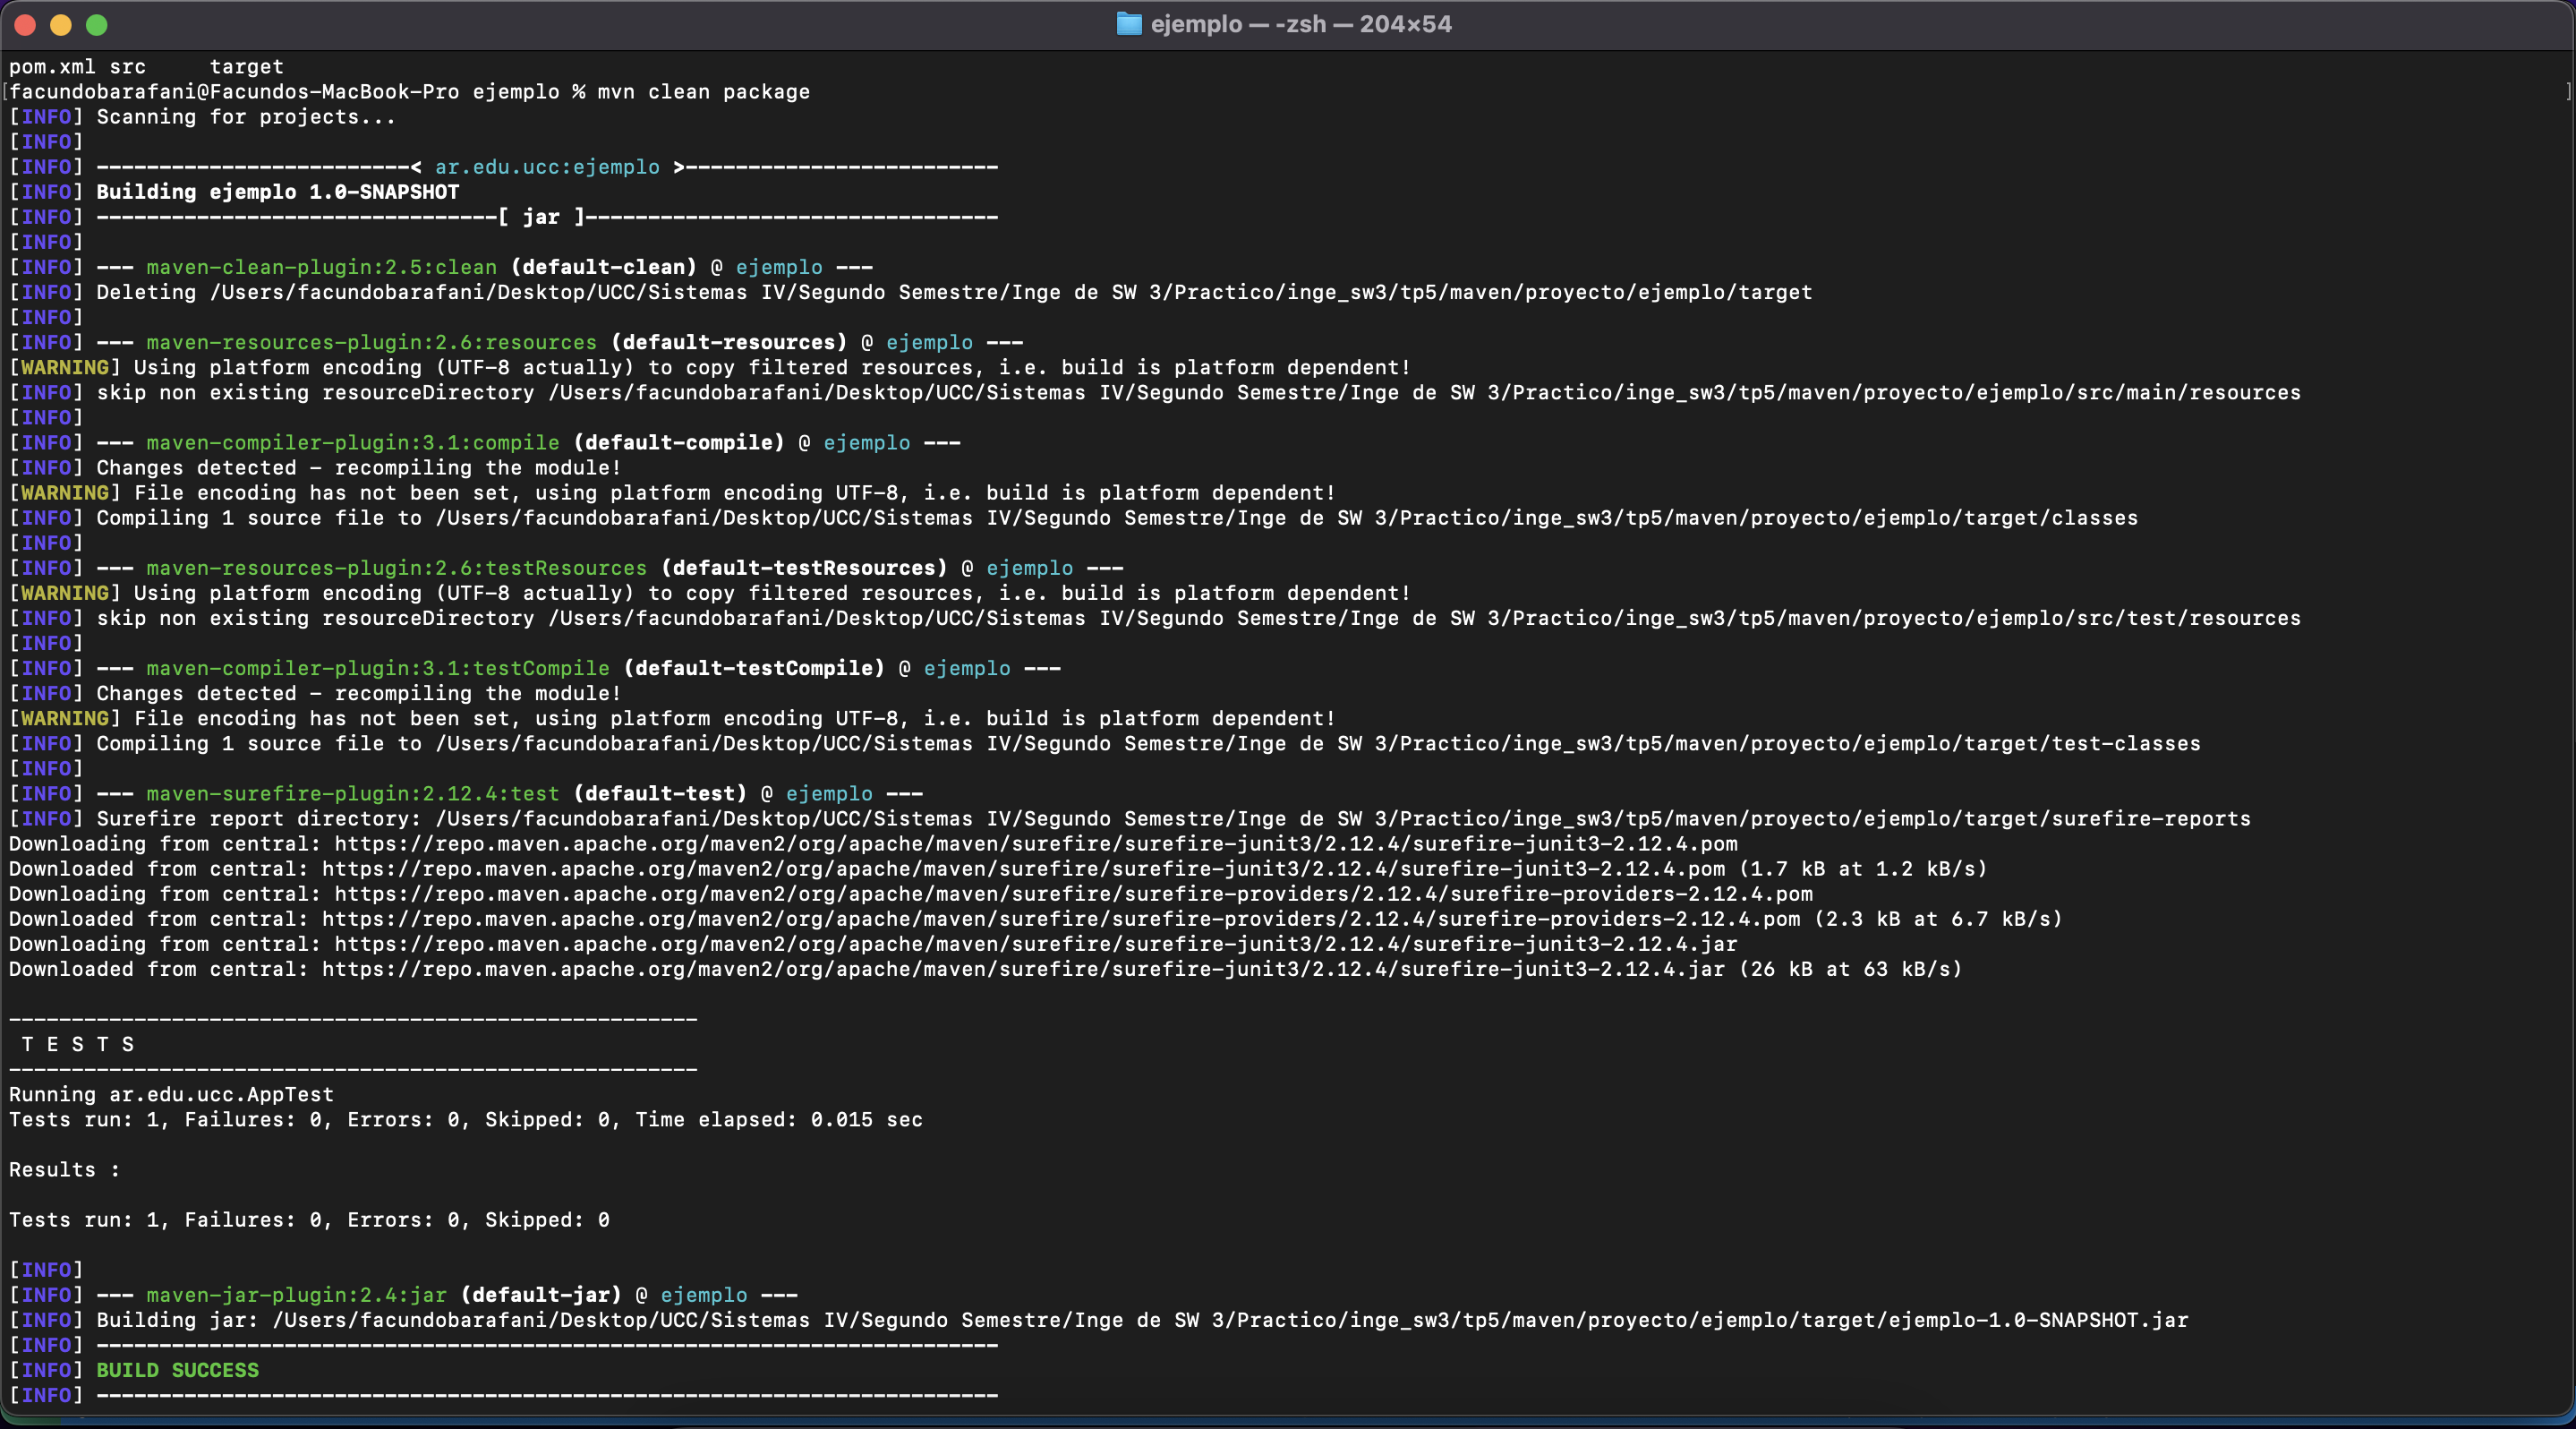 ejemplo — -zsh — 204×54
pom.xml src     target
[facundobarafani@Facundos-MacBook-Pro ejemplo % mvn clean package ]
[INFO] Scanning for projects...
[INFO]
[INFO] -------------------------< ar.edu.ucc:ejemplo >-------------------------
[INFO] Building ejemplo 1.0-SNAPSHOT
[INFO] --------------------------------[ jar ]---------------------------------
[INFO]
[INFO] --- maven-clean-plugin:2.5:clean (default-clean) @ ejemplo ---
[INFO] Deleting /Users/facundobarafani/Desktop/UCC/Sistemas IV/Segundo Semestre/Inge de SW 3/Practico/inge_sw3/tp5/maven/proyecto/ejemplo/target
[INFO]
[INFO] --- maven-resources-plugin:2.6:resources (default-resources) @ ejemplo ---
[WARNING] Using platform encoding (UTF-8 actually) to copy filtered resources, i.e. build is platform dependent!
[INFO] skip non existing resourceDirectory /Users/facundobarafani/Desktop/UCC/Sistemas IV/Segundo Semestre/Inge de SW 3/Practico/inge_sw3/tp5/maven/proyecto/ejemplo/src/main/resources
[INFO]
[INFO] --- maven-compiler-plugin:3.1:compile (default-compile) @ ejemplo ---
[INFO] Changes detected - recompiling the module!
[WARNING] File encoding has not been set, using platform encoding UTF-8, i.e. build is platform dependent!
[INFO] Compiling 1 source file to /Users/facundobarafani/Desktop/UCC/Sistemas IV/Segundo Semestre/Inge de SW 3/Practico/inge_sw3/tp5/maven/proyecto/ejemplo/target/classes
[INFO]
[INFO] --- maven-resources-plugin:2.6:testResources (default-testResources) @ ejemplo ---
[WARNING] Using platform encoding (UTF-8 actually) to copy filtered resources, i.e. build is platform dependent!
[INFO] skip non existing resourceDirectory /Users/facundobarafani/Desktop/UCC/Sistemas IV/Segundo Semestre/Inge de SW 3/Practico/inge_sw3/tp5/maven/proyecto/ejemplo/src/test/resources
[INFO]
[INFO] --- maven-compiler-plugin:3.1:testCompile (default-testCompile) @ ejemplo ---
[INFO] Changes detected - recompiling the module!
[WARNING] File encoding has not been set, using platform encoding UTF-8, i.e. build is platform dependent!
[INFO] Compiling 1 source file to /Users/facundobarafani/Desktop/UCC/Sistemas IV/Segundo Semestre/Inge de SW 3/Practico/inge_sw3/tp5/maven/proyecto/ejemplo/target/test-classes
[INFO]
[INFO] --- maven-surefire-plugin:2.12.4:test (default-test) @ ejemplo ---
[INFO] Surefire report directory: /Users/facundobarafani/Desktop/UCC/Sistemas IV/Segundo Semestre/Inge de SW 3/Practico/inge_sw3/tp5/maven/proyecto/ejemplo/target/surefire-reports
Downloading from central: https://repo.maven.apache.org/maven2/org/apache/maven/surefire/surefire-junit3/2.12.4/surefire-junit3-2.12.4.pom
Downloaded from central: https://repo.maven.apache.org/maven2/org/apache/maven/surefire/surefire-junit3/2.12.4/surefire-junit3-2.12.4.pom (1.7 kB at 1.2 kB/s)
Downloading from central: https://repo.maven.apache.org/maven2/org/apache/maven/surefire/surefire-providers/2.12.4/surefire-providers-2.12.4.pom
Downloaded from central: https://repo.maven.apache.org/maven2/org/apache/maven/surefire/surefire-providers/2.12.4/surefire-providers-2.12.4.pom (2.3 kB at 6.7 kB/s)
Downloading from central: https://repo.maven.apache.org/maven2/org/apache/maven/surefire/surefire-junit3/2.12.4/surefire-junit3-2.12.4.jar
Downloaded from central: https://repo.maven.apache.org/maven2/org/apache/maven/surefire/surefire-junit3/2.12.4/surefire-junit3-2.12.4.jar (26 kB at 63 kB/s)
-------------------------------------------------------
 T E S T S
-------------------------------------------------------
Running ar.edu.ucc.AppTest
Tests run: 1, Failures: 0, Errors: 0, Skipped: 0, Time elapsed: 0.015 sec
Results :
Tests run: 1, Failures: 0, Errors: 0, Skipped: 0
[INFO]
[INFO] --- maven-jar-plugin:2.4:jar (default-jar) @ ejemplo ---
[INFO] Building jar: /Users/facundobarafani/Desktop/UCC/Sistemas IV/Segundo Semestre/Inge de SW 3/Practico/inge_sw3/tp5/maven/proyecto/ejemplo/target/ejemplo-1.0-SNAPSHOT.jar
[INFO] ------------------------------------------------------------------------
[INFO] BUILD SUCCESS
[INFO] ------------------------------------------------------------------------